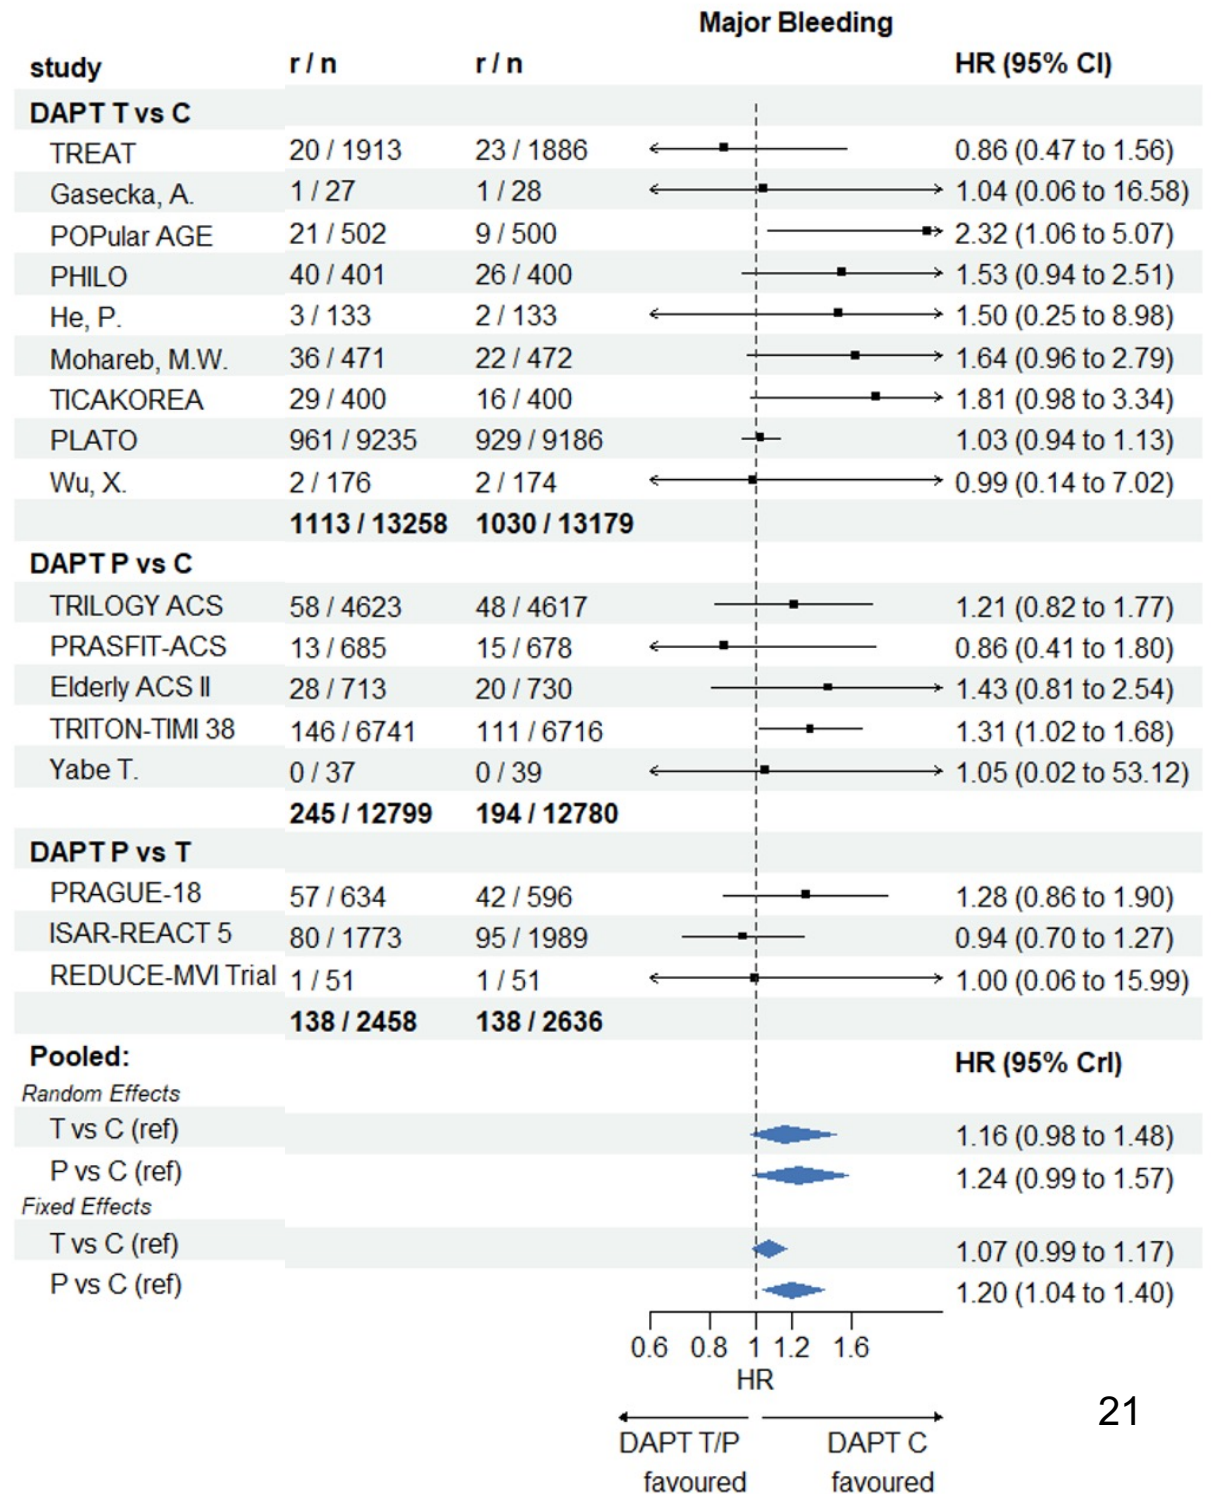 Major Bleeding
study r / n r / n HR (95% CI)
DAPT T vs C
TREAT 20 / 1913 23 / 1886 0.86 (0.47 to 1.56)
Gasecka, A. 1 / 27 1 / 28 1.04 (0.06 to 16.58)
POPular AGE 21 / 502 9 / 500 2.32 (1.06 to 5.07)
PHILO 40 / 401 26 / 400 1.53 (0.94 to 2.51)
He, P. 3 / 133 2 / 133 1.50 (0.25 to 8.98)
Mohareb, M.W. 36 / 471 22 / 472 1.64 (0.96 to 2.79)
TICAKOREA 29 / 400 16 / 400 1.81 (0.98 to 3.34)
PLATO 961 / 9235 929 / 9186 1.03 (0.94 to 1.13)
Wu, X. 2 / 176 2 / 174 0.99 (0.14 to 7.02)
1113 / 13258 1030 / 13179
DAPT P vs C
TRILOGY ACS 58 / 4623 48 / 4617 1.21 (0.82 to 1.77)
PRASFIT-ACS 13 / 685 15 / 678 0.86 (0.41 to 1.80)
Elderly ACS II 28 / 713 20 / 730 1.43 (0.81 to 2.54)
TRITON-TIMI 38 146 / 6741 111 / 6716 1.31 (1.02 to 1.68)
Yabe T. 0 / 37 0 / 39 1.05 (0.02 to 53.12)
245 / 12799 194 / 12780
DAPT P vs T
PRAGUE-18 57 / 634 42 / 596 1.28 (0.86 to 1.90)
ISAR-REACT 5 80 / 1773 95 / 1989 0.94 (0.70 to 1.27)
REDUCE-MVI Trial 1 / 51 1 / 51 1.00 (0.06 to 15.99)
138 / 2458 138 / 2636
Pooled: HR (95% Crl)
Random Effects
T vs C (ref) 1.16 (0.98 to 1.48)
P vs C (ref) 1.24 (0.99 to 1.57)
Fixed Effects
T vs C (ref) 1.07 (0.99 to 1.17)
P vs C (ref) 1.20 (1.04 to 1.40)
0.6 0.8 1 1.2 1.6
HR
21
DAPT T/P DAPT C
favoured favoured